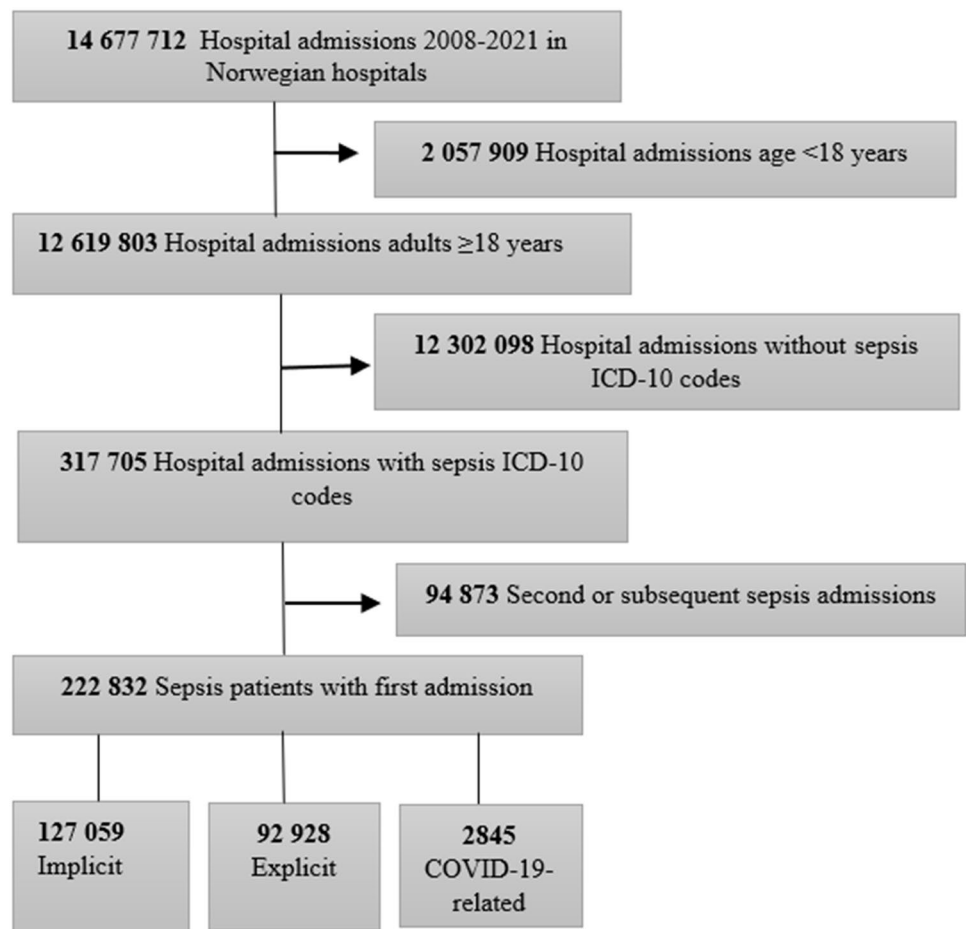 14 677 712 Hospital admissions 2008-2021 in
Norwegian hospitals
2 057 909 Hospital admissions age <18 years
12 619 803 Hospital admissions adults ≥18 years
12 302 098 Hospital admissions without sepsis
ICD-10 codes
317 705 Hospital admissions with sepsis ICD-10
codes
94 873 Second or subsequent sepsis admissions
222 832 Sepsis patients with first admission
127 059
Implicit
92 928
Explicit
2845
COVID-19-
related